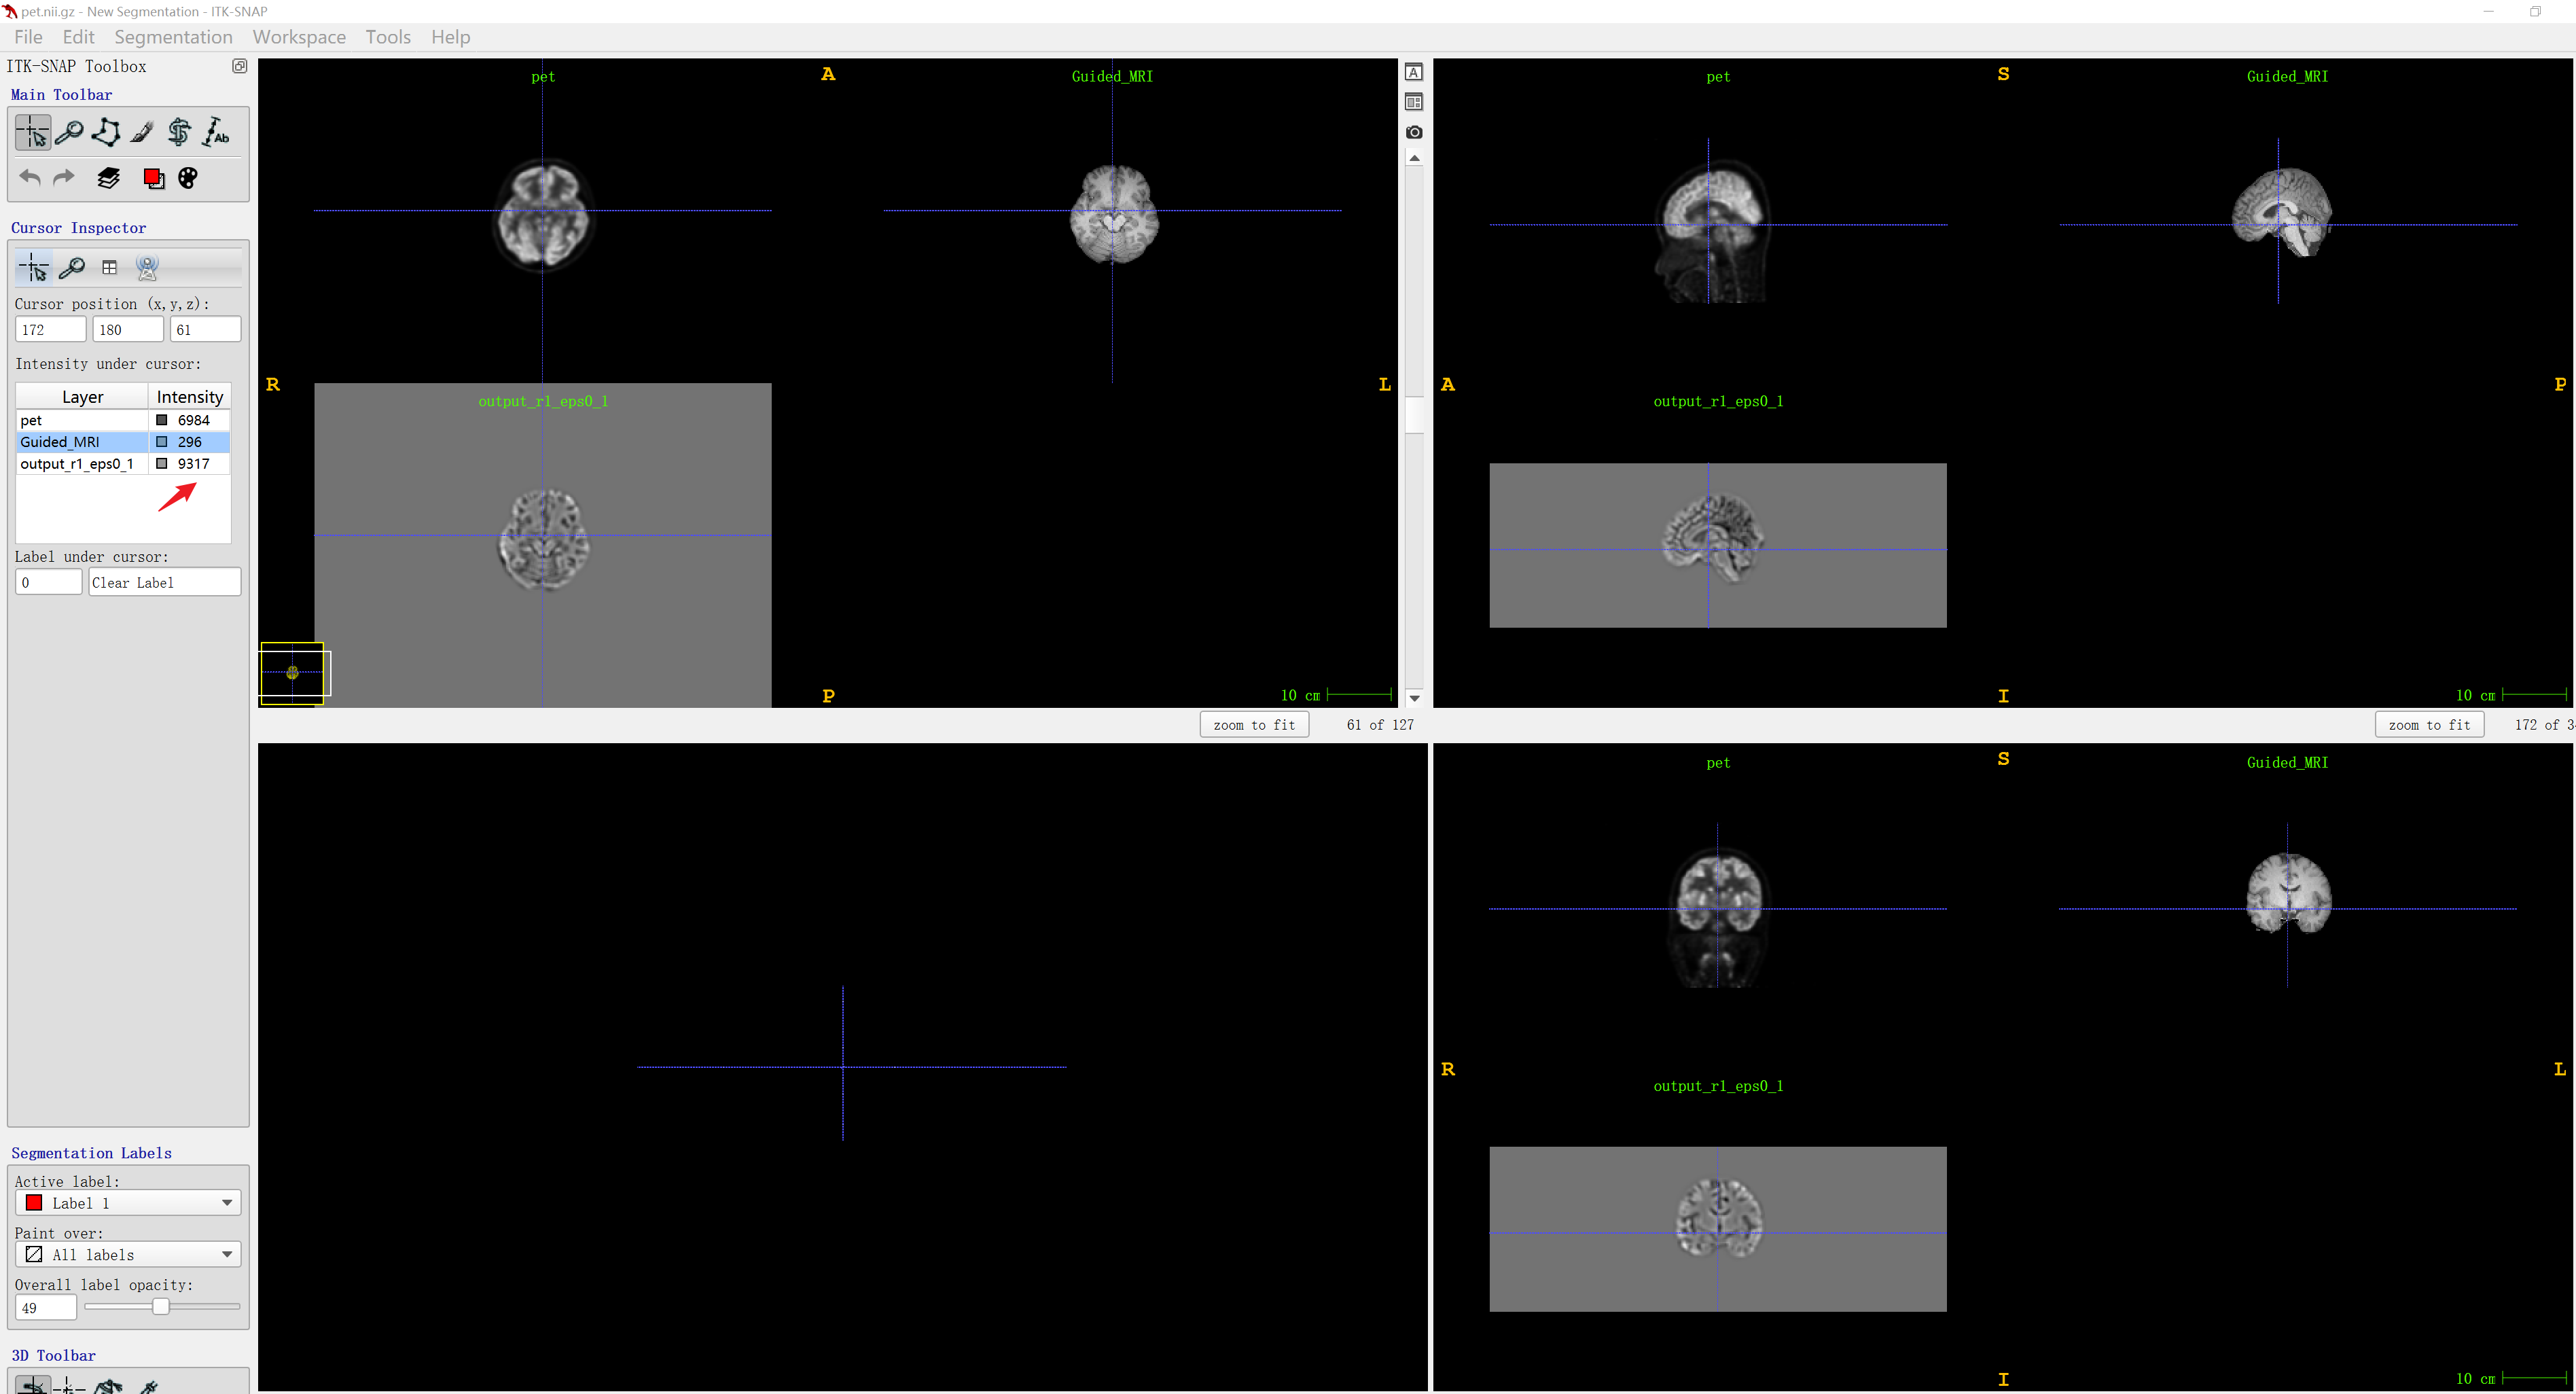 pet.nii.gz - New Segmentation - ITK-SNAP
File Edit Segmentation Workspace Tools Help
ITK-SNAP Toolbox
Main Toolbar
Ab
Cursor Inspector
Cursor position (x,y,z):
172 180 61
Intensity under cursor:
Layer Intensity
pet 6984
Guided_MRI 296
output_r1_eps0_1 9317
Label under cursor:
0 Clear Label
Segmentation Labels
Active label:
Label 1
Paint over:
All labels
Overall label opacity:
49
3D Toolbar
pet A Guided_MRI
R L
output_r1_eps0_1
P 10 cm
zoom to fit 61 of 127
A
pet S Guided_MRI
A P
output_r1_eps0_1
I 10 cm
zoom to fit 172 of 3
pet S Guided_MRI
R L
output_r1_eps0_1
I 10 cm